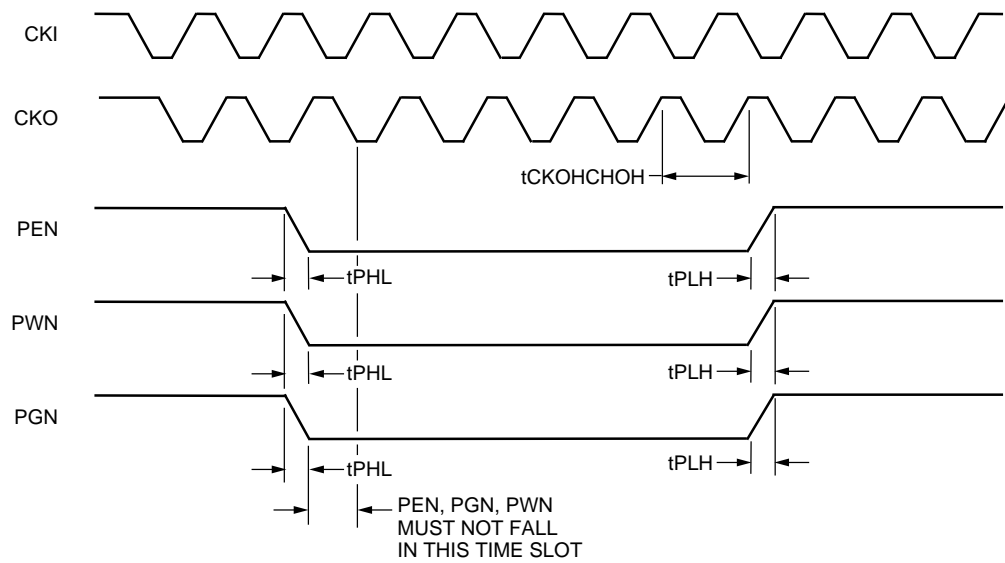 CKI
CKO
tCKOHCHOH
PEN
tPHL
tPLH
PWN
tPHL
tPLH
PGN
tPHL
tPLH
PEN, PGN, PWN
MUST NOT FALL
IN THIS TIME SLOT